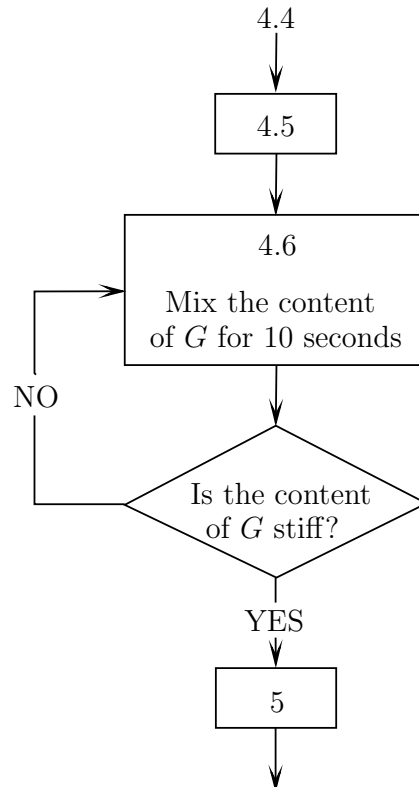 4.4
4.5
4.6
Mix the content
of G for 10 seconds
NO
Is the content
of G stiff?
YES
5